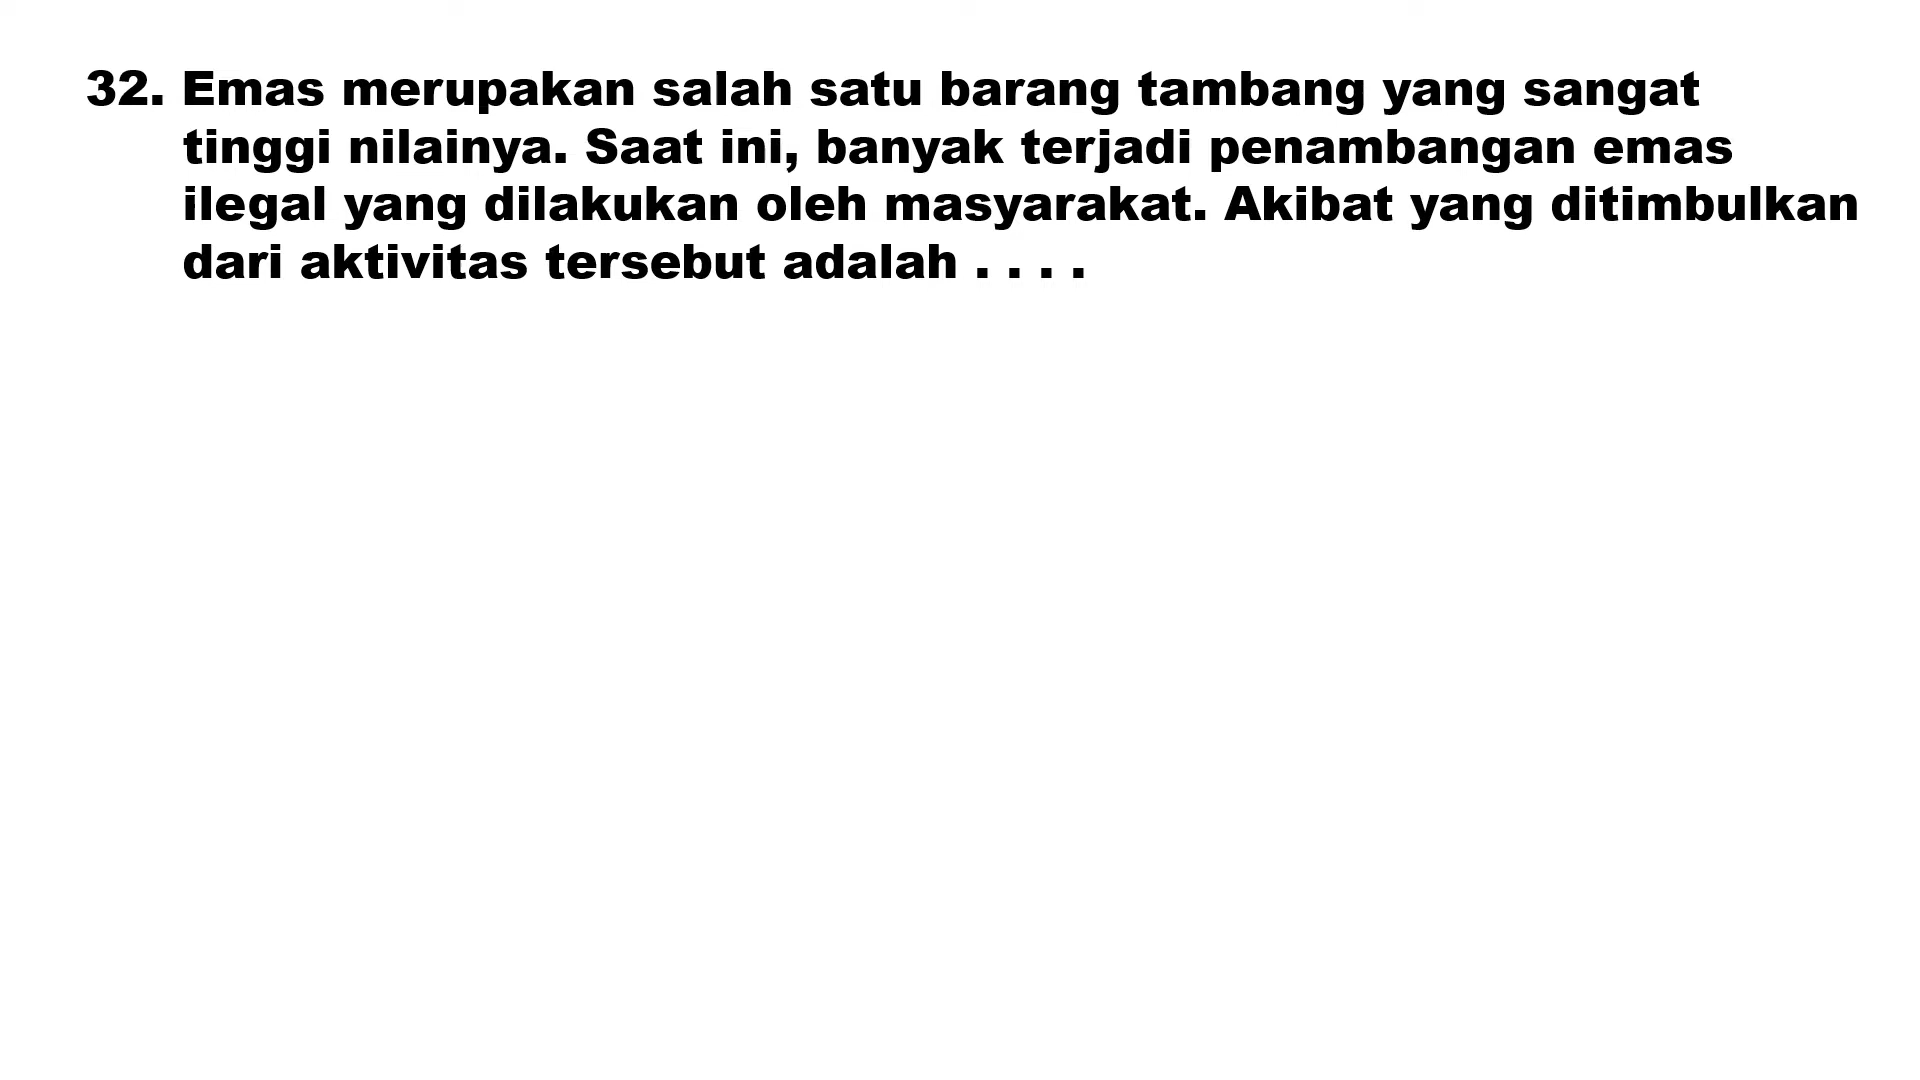 32. Emas merupakan salah satu barang tambang yang sangat
tinggi nilainya. Saat ini, banyak terjadi penambangan emas
ilegal yang dilakukan oleh masyarakat. Akibat yang ditimbulkan
dari aktivitas tersebut adalah . . . .